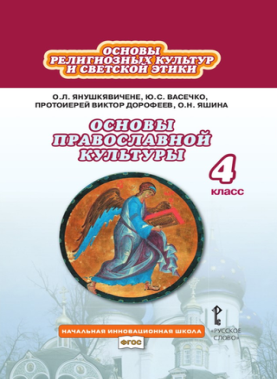 ОСНОВЫ
РЕЛИГИОЗНЫХ КУЛЬТУР
И СВЕТСКОЙ ЭТИКИ
О.Л. ЯНУШКЯВИЧЕНЕ, Ю.С. ВАСЕЧКО,
ПРОТОИЕРЕЙ ВИКТОР ДОРОФЕЕВ, О.Н. ЯШИНА
ОСНОВЫ
ПРАВОСЛАВНОЙ
КУЛЬТУРЫ
4
КЛАСС
«РУССКОЕ
СЛОВО»
НАЧАЛЬНАЯ ИННОВАЦИОННАЯ ШКОЛА
ФГОС